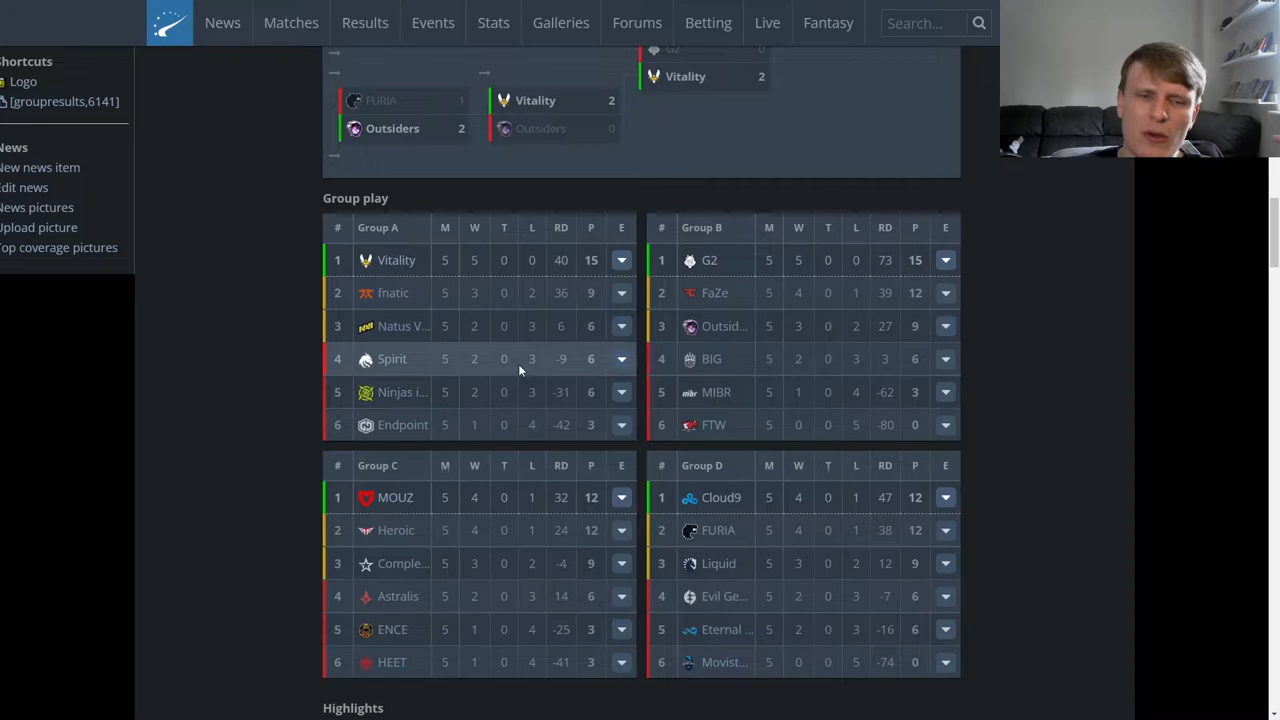 News Matches Results Events Stats Galleries Forums Betting Live Fantasy Search...
Shortcuts
Logo
[groupresults,6141]
News
New news item
Edit news
News pictures
Upload picture
Top coverage pictures
G2 0
Vitality 2
FURIA 1
Outsiders 2
Vitality 2
Outsiders 0
Group play
# Group A M W T L RD P E
1 Vitality 5 5 0 0 40 15
2 fnatic 5 3 0 2 36 9
3 Natus V... 5 2 0 3 6 6
4 Spirit 5 2 0 3 -9 6
5 Ninjas i... 5 2 0 3 -31 6
6 Endpoint 5 1 0 4 -42 3
# Group B M W T L RD P E
1 G2 5 5 0 0 73 15
2 FaZe 5 4 0 1 39 12
3 Outsid... 5 3 0 2 27 9
4 BIG 5 2 0 3 3 6
5 mibr MIBR 5 1 0 4 -62 3
6 FTW 5 0 0 5 -80 0
# Group C M W T L RD P E
1 MOUZ 5 4 0 1 32 12
2 Heroic 5 4 0 1 24 12
3 Comple... 5 3 0 2 -4 9
4 Astralis 5 2 0 3 14 6
5 ENCE 5 1 0 4 -25 3
6 HEET 5 1 0 4 -41 3
# Group D M W T L RD P E
1 Cloud9 5 4 0 1 47 12
2 FURIA 5 4 0 1 38 12
3 Liquid 5 3 0 2 12 9
4 Evil Ge... 5 2 0 3 -7 6
5 Eternal ... 5 2 0 3 -16 6
6 Movist... 5 0 0 5 -74 0
Highlights